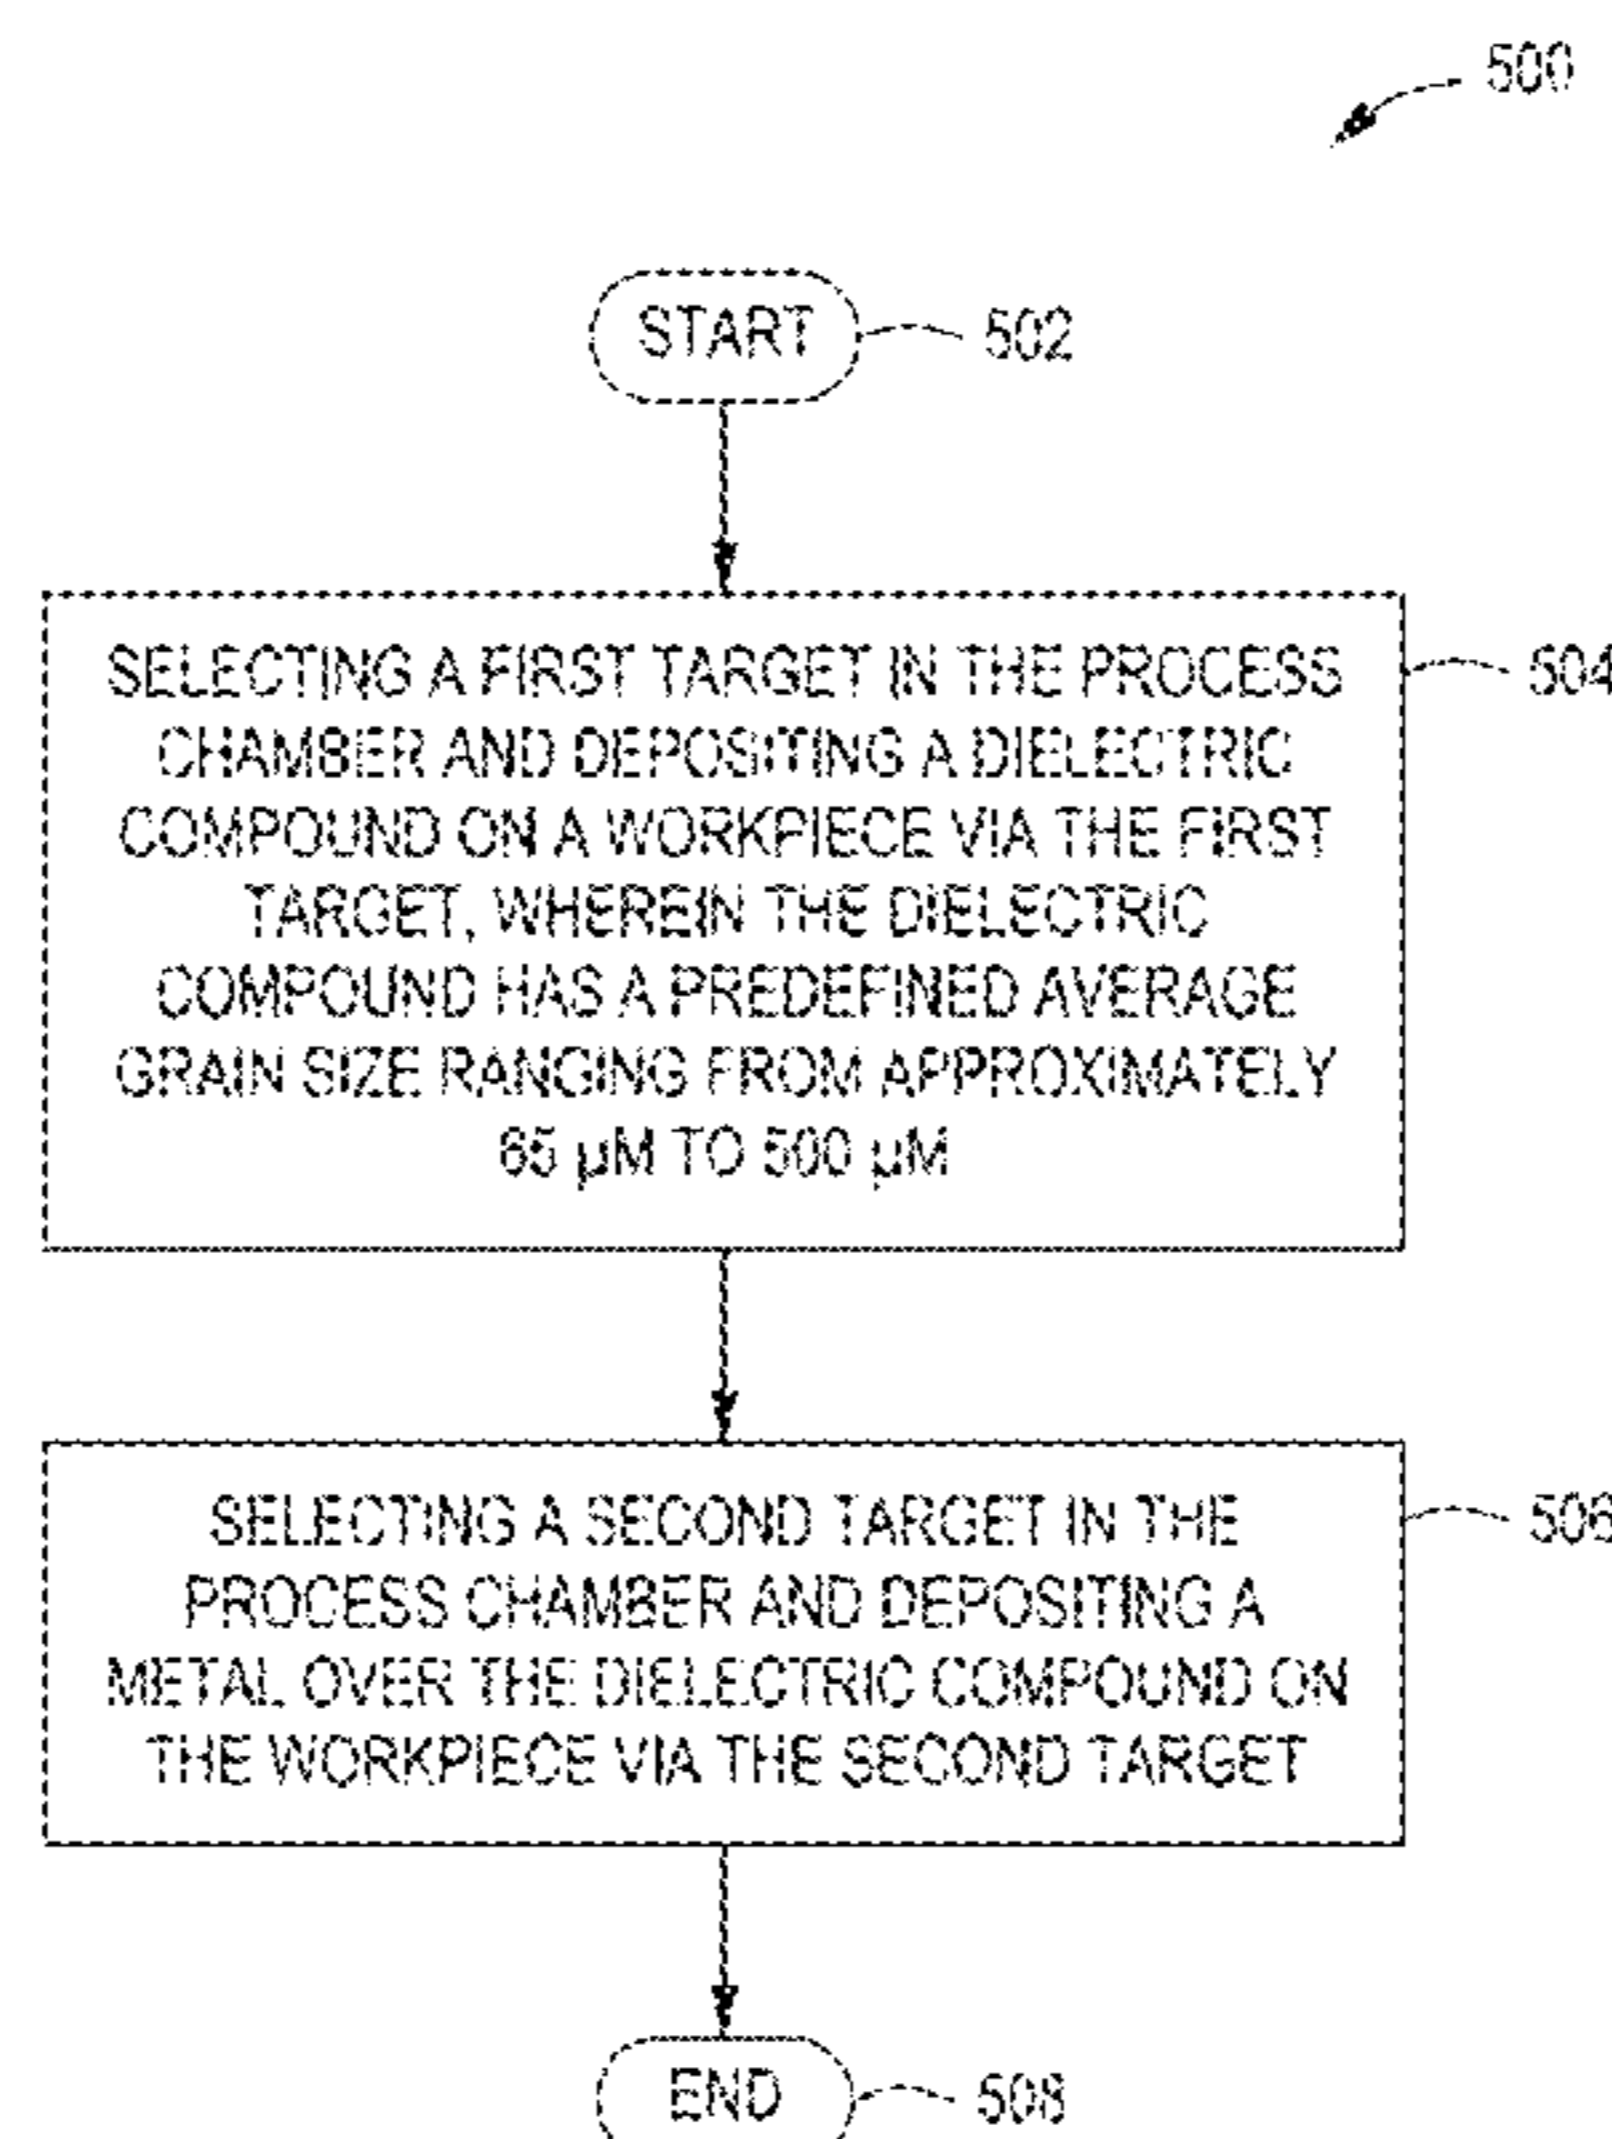 500
START
502
SELECTING A FIRST TARGET IN THE PROCESS
504
CHAMBER AND DEPOSITING A DIELECTRIC
COMPOUND ON A WORKPIECE VIA THE FIRST
TARGET, WHEREIN THE DIELECTRIC
COMPOUND HAS A PREDEFINED AVERAGE
GRAIN SIZE RANGING FROM APPROXIMATELY
65 µM TO 500 µM
SELECTING A SECOND TARGET IN THE
506
PROCESS CHAMBER AND DEPOSITING A
METAL OVER THE DIELECTRIC COMPOUND ON
THE WORKPIECE VIA THE SECOND TARGET
END
508